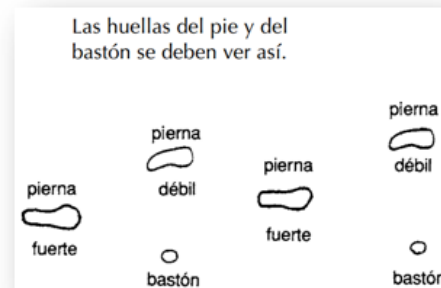 Las huellas del pie y del
bastón se deben ver así.
pierna
débil
pierna
fuerte
bastón
pierna
débil
pierna
fuerte
bastón